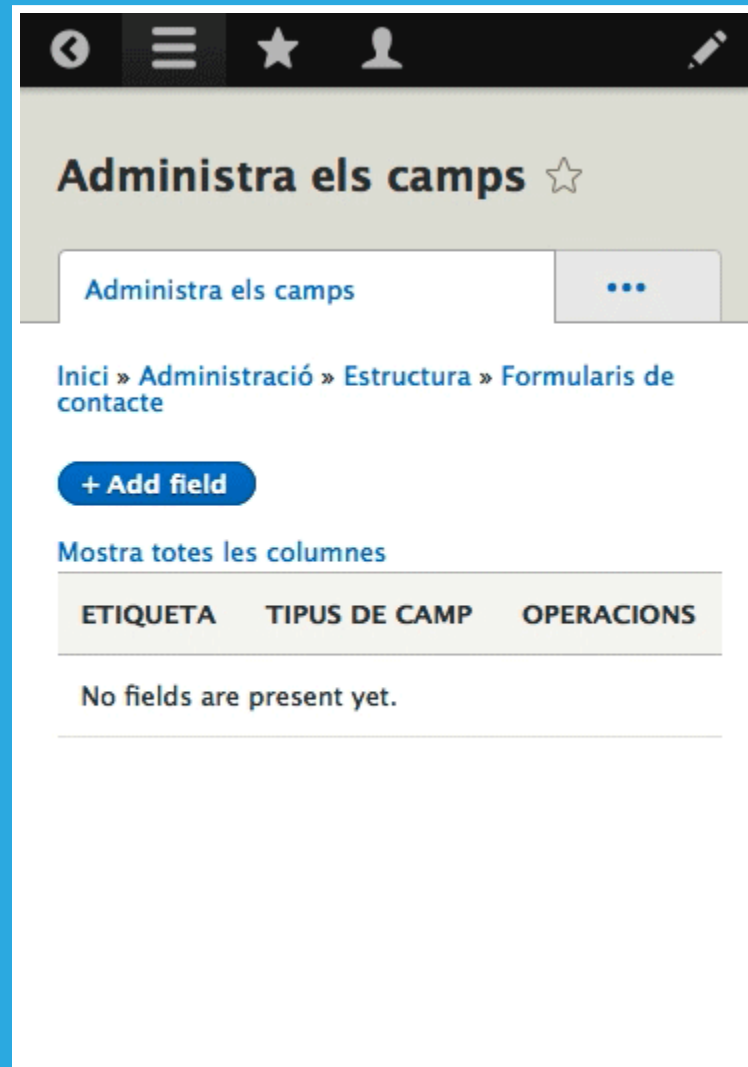 Administra els camps
Administra els camps
Inici » Administració » Estructura » Formularis de
contacte
+ Add field
Mostra totes les columnes
ETIQUETA TIPUS DE CAMP OPERACIONS
No fields are present yet.